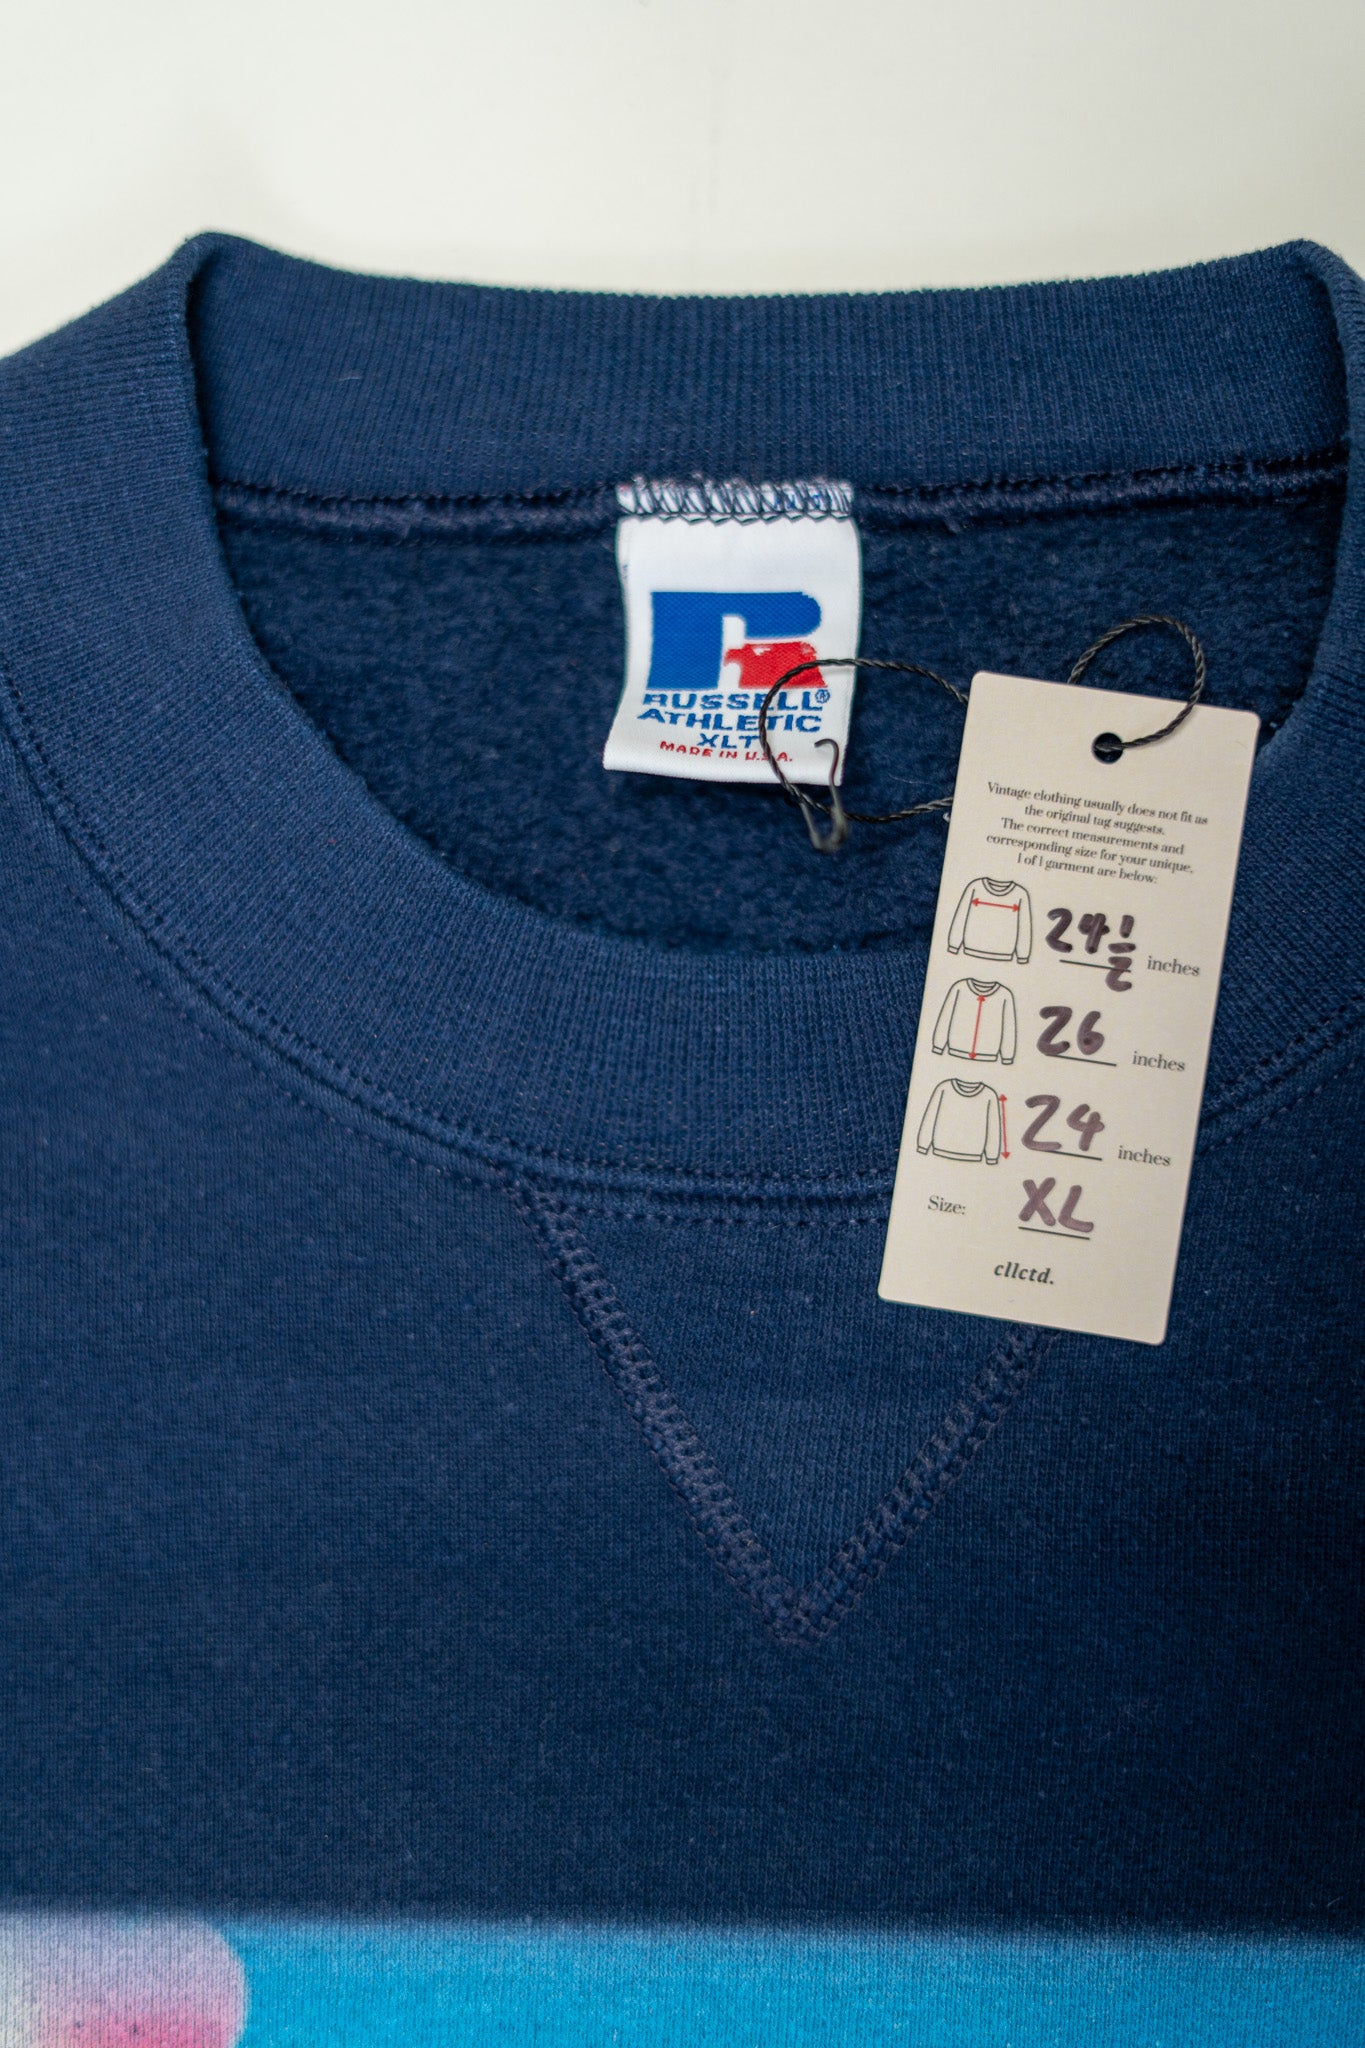 RUSSELL®
ATHLETIC
XLT
MADE IN U.S.A.
Vintage clothing usually does not fit as
the original tag suggests.
The correct measurements and
corresponding size for your unique,
1 of 1 garment are below:
24 1/2 inches
26 inches
24 inches
Size: XL
cllctd.